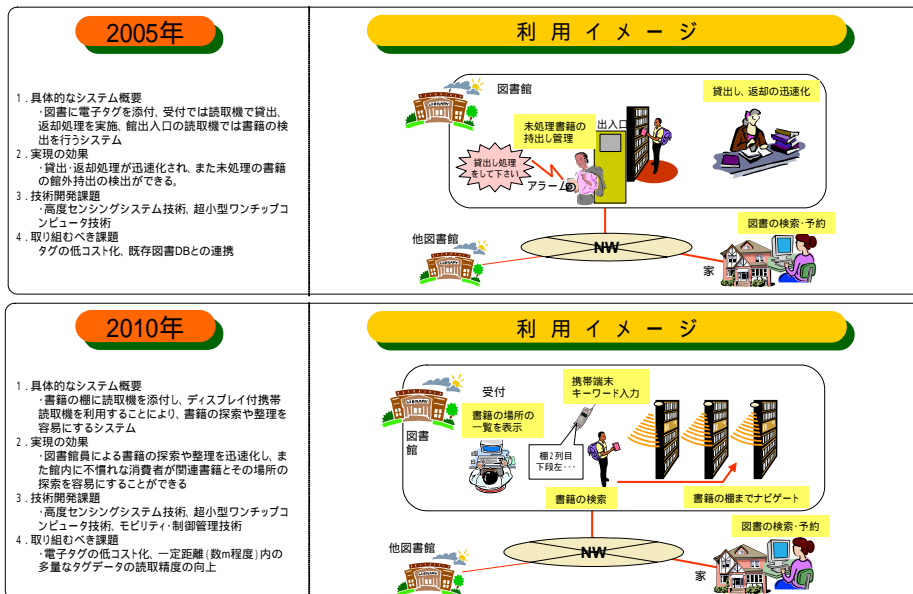 2005年
利用イメージ
1．具体的なシステム概要
・図書に電子タグを添付、受付では読取機で貸出、
返却処理を実施、館出入口の読取機では書籍の検
出を行うシステム
2．実現の効果
・貸出・返却処理が迅速化され、また未処理の書籍
の館外持出の検出ができる。
3．技術開発課題
・高度センシングシステム技術、超小型ワンチップコ
ンピュータ技術
4．取り組むべき課題
タグの低コスト化、既存図書DBとの連携
図書館
LIBRARY
貸出し、返却の迅速化
未処理書籍の
持出し管理
出入口
貸出し処理
をして下さい
アラーム
他図書館
LIBRARY
NW
図書の検索・予約
家
2010年
利用イメージ
1．具体的なシステム概要
・書籍の棚に読取機を添付し、ディスプレイ付携帯
読取機を利用することにより、書籍の探索や整理を
容易にするシステム
2．実現の効果
・図書館員による書籍の探索や整理を迅速化し、ま
た館内に不慣れな消費者が関連書籍とその場所の
探索を容易にすることができる
3．技術開発課題
・高度センシングシステム技術、超小型ワンチップコ
ンピュータ技術、モビリティ・制御管理技術
4．取り組むべき課題
・電子タグの低コスト化、一定距離（数m程度）内の
多量なタグデータの読取精度の向上
LIBRARY
図書
館
受付
書籍の場所の
一覧を表示
携帯端末
キーワード入力
棚2列目
下段左・・・
書籍の検索
書籍の棚までナビゲート
他図書館
LIBRARY
NW
図書の検索・予約
家